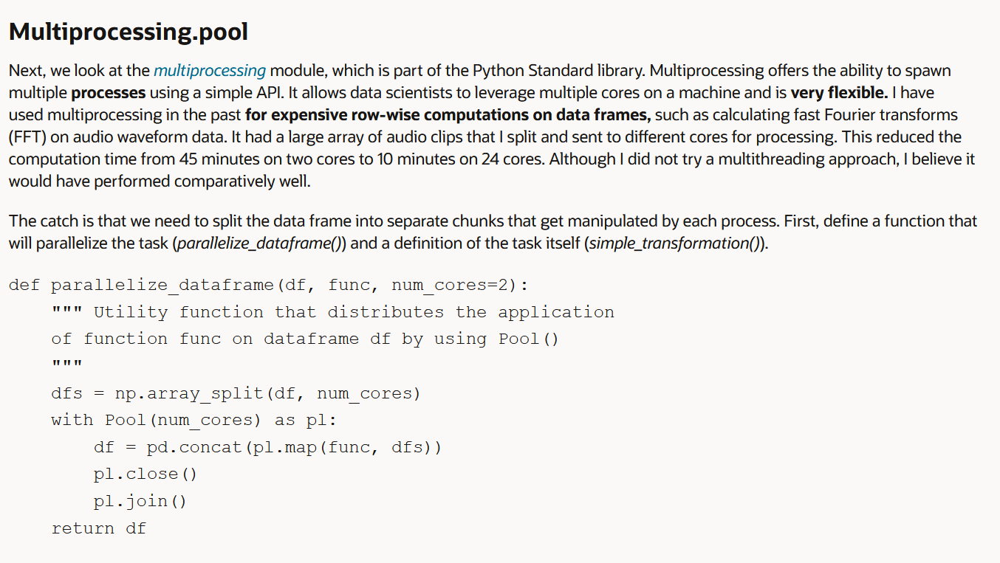 Multiprocessing.pool
Next, we look at the multiprocessing module, which is part of the Python Standard library. Multiprocessing offers the ability to spawn
multiple processes using a simple API. It allows data scientists to leverage multiple cores on a machine and is very flexible. I have
used multiprocessing in the past for expensive row-wise computations on data frames, such as calculating fast Fourier transforms
(FFT) on audio waveform data. It had a large array of audio clips that I split and sent to different cores for processing. This reduced the
computation time from 45 minutes on two cores to 10 minutes on 24 cores. Although I did not try a multithreading approach, I believe it
would have performed comparatively well.
The catch is that we need to split the data frame into separate chunks that get manipulated by each process. First, define a function that
will parallelize the task (parallelize_dataframe()) and a definition of the task itself (simple_transformation()).
def parallelize_dataframe(df, func, num_cores=2):
    """ Utility function that distributes the application
    of function func on dataframe df by using Pool()
    """
    dfs = np.array_split(df, num_cores)
    with Pool(num_cores) as pl:
        df = pd.concat(pl.map(func, dfs))
        pl.close()
        pl.join()
    return df